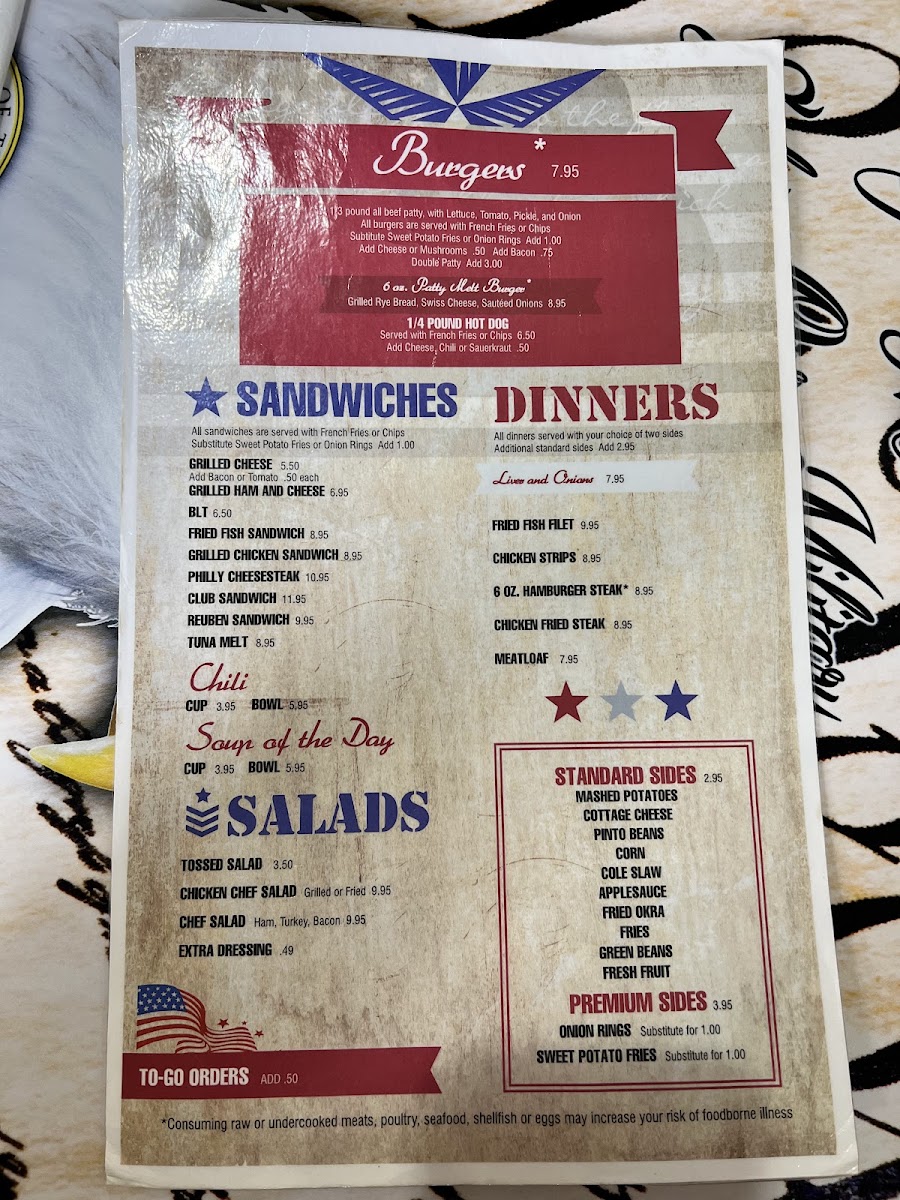 Burgers* 7.95
1/3 pound all beef patty, with Lettuce, Tomato, Pickle, and Onion
All burgers are served with French Fries or Chips
Subtitute Sweet Potato Fries or Onion Rings Add 1.00
Add Cheese or Mushrooms .50 Add Bacon .75
Double Patty Add 3.00
6 oz. Patty Melt Burger*
Grilled Rye Bread, Swiss Cheese, Sautéed Onions 8.95
1/4 POUND HOT DOG
Served with French Fries or Chips 6.50
Add Cheese, Chili or Sauerkraut .50
SANDWICHES
All sandwiches are served with French Fries or Chips
Substitute Sweet Potato Fries or Onion Rings Add 1.00
GRILLED CHEESE 5.50
Add Bacon or Tomato .50 each
GRILLED HAM AND CHEESE 6.95
BLT 6.50
FRIED FISH SANDWICH 8.95
GRILLED CHICKEN SANDWICH 8.95
PHILLY CHEESESTEAK 10.95
CLUB SANDWICH 11.95
REUBEN SANDWICH 9.95
TUNA MELT 8.95
Chili
CUP 3.95 BOWL 5.95
Soup of the Day
CUP 3.95 BOWL 5.95
SALADS
TOSSED SALAD 3.50
CHICKEN CHEF SALAD Grilled or Fried 9.95
CHEF SALAD Ham, Turkey, Bacon 9.95
EXTRA DRESSING .49
TO-GO ORDERS ADD .50
DINNERS
All dinners served with your choice of two sides
Additional standard sides Add 2.95
Liver and Onions 7.95
FRIED FISH FILET 9.95
CHICKEN STRIPS 8.95
6 OZ. HAMBURGER STEAK* 8.95
CHICKEN FRIED STEAK 8.95
MEATLOAF 7.95
STANDARD SIDES 2.95
MASHED POTATOES
COTTAGE CHEESE
PINTO BEANS
CORN
COLE SLAW
APPLESAUCE
FRIED OKRA
FRIES
GREEN BEANS
FRESH FRUIT
PREMIUM SIDES 3.95
ONION RINGS Substitute for 1.00
SWEET POTATO FRIES Substitute for 1.00
*Consuming raw or undercooked meats, poultry, seafood, shellfish or eggs may increase your risk of foodborne illness
Military